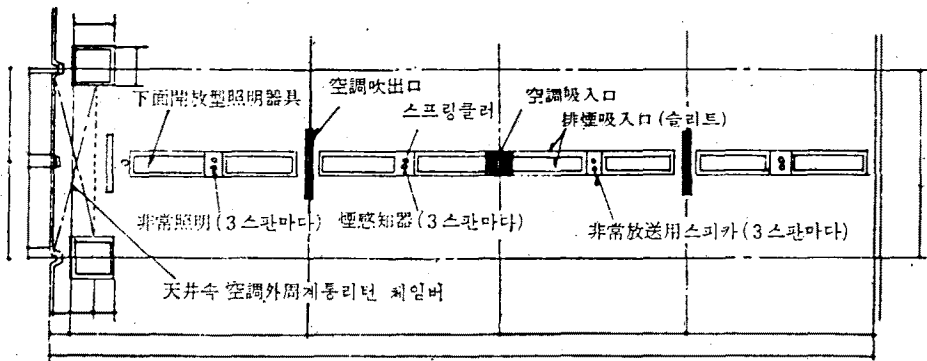 空調吹出口
下面開放型照明器具
스프링클러
空調吸入口
排煙吸入口 (슬리트)
非常照明 (3스판마다)
煙感知器 (3스판마다)
非常放送用스피카 (3스판마다)
天井속 空調外周계통리턴 체임버